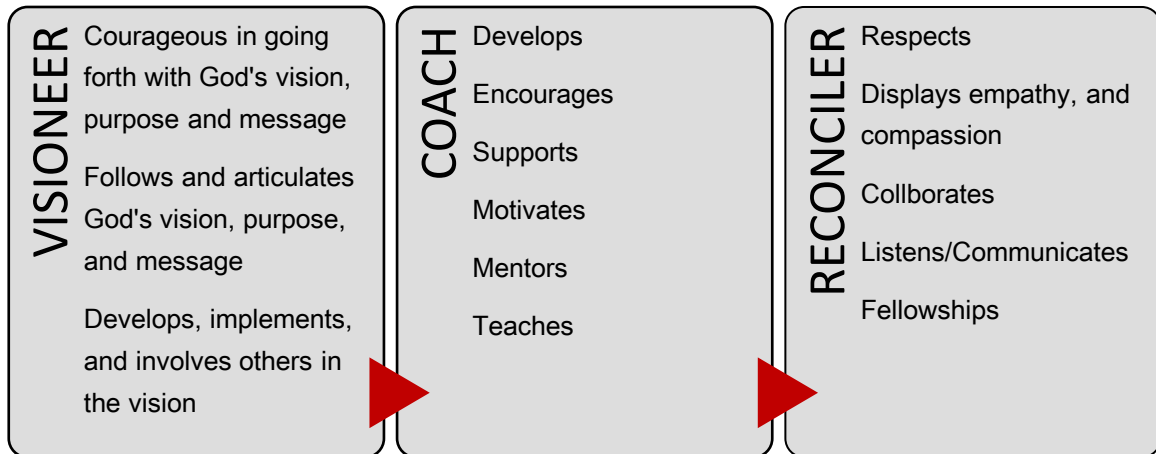 VISIONEER
Courageous in going
forth with God's vision,
purpose and message
Follows and articulates
God's vision, purpose,
and message
Develops, implements,
and involves others in
the vision
COACH
Develops
Encourages
Supports
Motivates
Mentors
Teaches
RECONCILER
Respects
Displays empathy, and
compassion
Collborates
Listens/Communicates
Fellowships